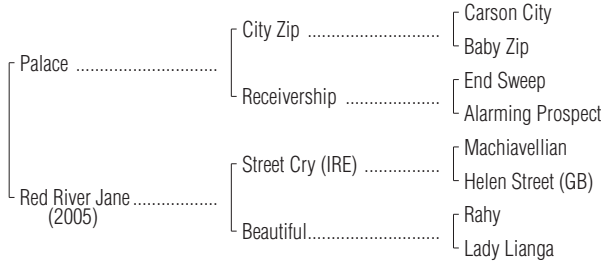 Carson City
City Zip ........................
Baby Zip
Palace ..........................
End Sweep
Receivership .................
Alarming Prospect
Machiavellian
Street Cry (IRE) .............
Helen Street (GB)
Red River Jane ...............
(2005)
Rahy
Beautiful.......................
Lady Lianga